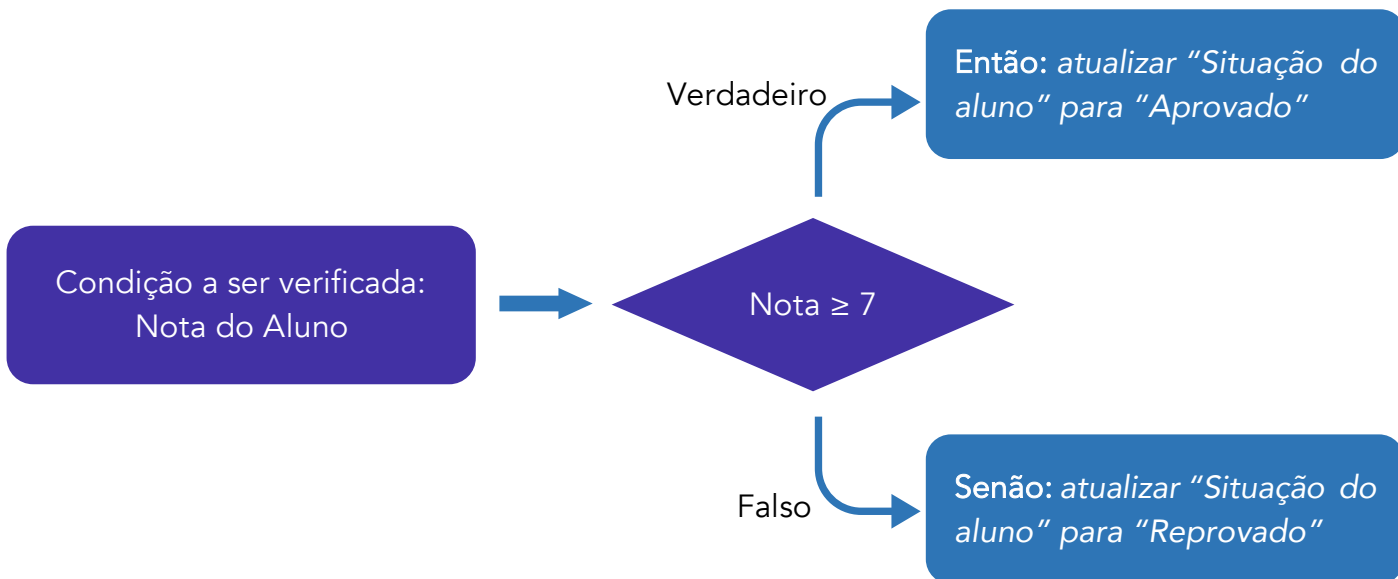 Condição a ser verificada:
Nota do Aluno
Nota ≥ 7
Verdadeiro
Então: atualizar “Situação do
aluno” para “Aprovado”
Falso
Senão: atualizar “Situação do
aluno” para “Reprovado”